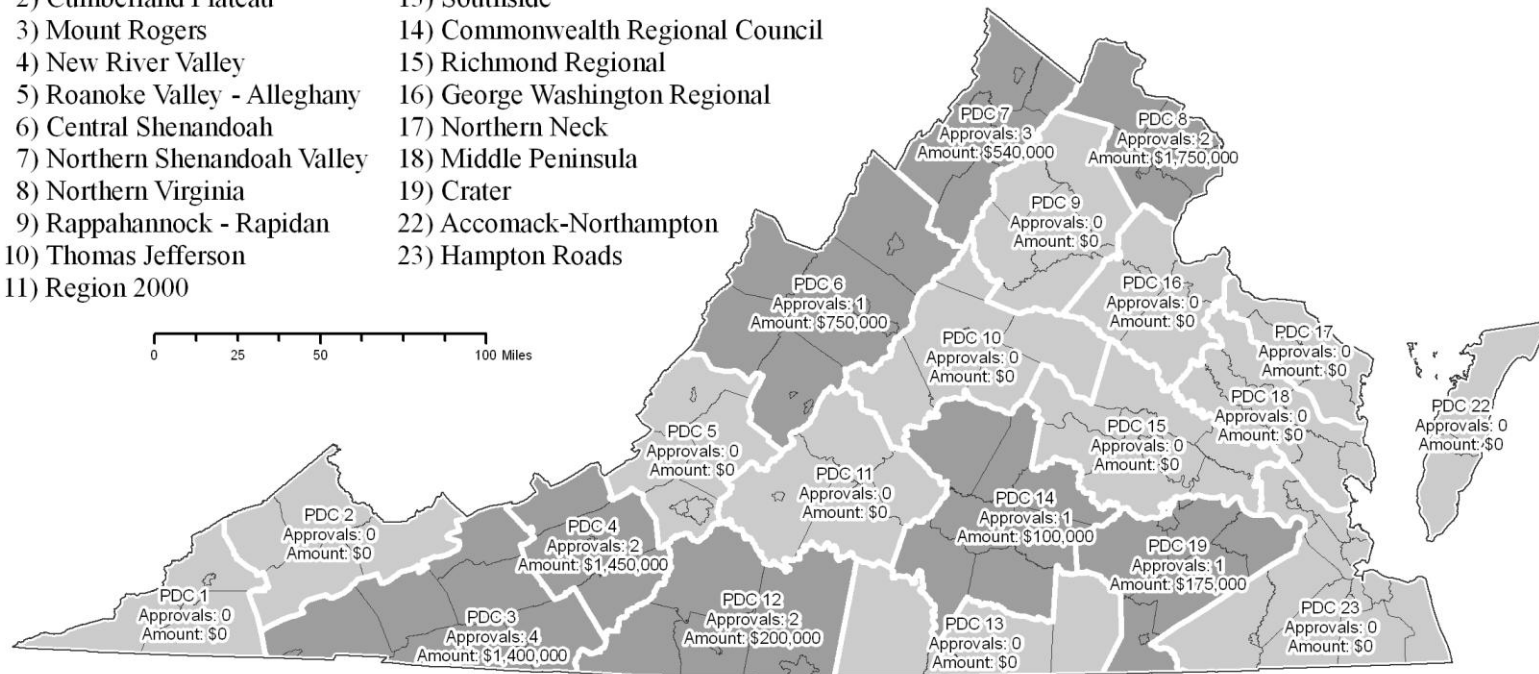 2) Cumberland Plateau
3) Mount Rogers
4) New River Valley
5) Roanoke Valley - Alleghany
6) Central Shenandoah
7) Northern Shenandoah Valley
8) Northern Virginia
9) Rappahannock - Rapidan
10) Thomas Jefferson
11) Region 2000
13) Southside
14) Commonwealth Regional Council
15) Richmond Regional
16) George Washington Regional
17) Northern Neck
18) Middle Peninsula
19) Crater
22) Accomack-Northampton
23) Hampton Roads
0 25 50 100 Miles
PDC 7
Approvals: 3
Amount: $540,000
PDC 8
Approvals: 2
Amount: $1,750,000
PDC 9
Approvals: 0
Amount: $0
PDC 6
Approvals: 1
Amount: $750,000
PDC 16
Approvals: 0
Amount: $0
PDC 10
Approvals: 0
Amount: $0
PDC 17
Approvals: 0
Amount: $0
PDC 18
Approvals: 0
Amount: $0
PDC 22
Approvals: 0
Amount: $0
PDC 5
Approvals: 0
Amount: $0
PDC 15
Approvals: 0
Amount: $0
PDC 11
Approvals: 0
Amount: $0
PDC 14
Approvals: 1
Amount: $100,000
PDC 2
Approvals: 0
Amount: $0
PDC 4
Approvals: 2
Amount: $1,450,000
PDC 19
Approvals: 1
Amount: $175,000
PDC 1
Approvals: 0
Amount: $0
PDC 3
Approvals: 4
Amount: $1,400,000
PDC 12
Approvals: 2
Amount: $200,000
PDC 13
Approvals: 0
Amount: $0
PDC 23
Approvals: 0
Amount: $0